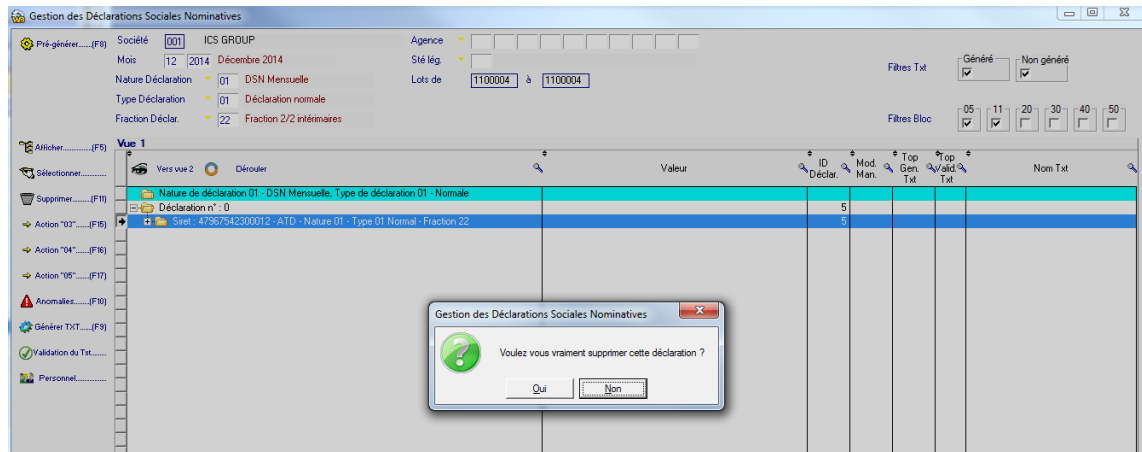 Gestion des Déclarations Sociales Nominatives
Pré-générer......(F8)
Société 001 ICS GROUP Agence
Mois 12 2014 Décembre 2014 Sté lég.
Nature Déclaration 01 DSN Mensuelle Lots de 1100004 à 1100004
Type Déclaration 01 Déclaration normale
Fraction Déclar. 22 Fraction 2/2 intérimaires
Filtres Txt Généré Non généré
Filtres Bloc 05 11 20 30 40 50
Afficher.............(F5)
Sélectionner...........
Supprimer........(F11)
Action "03"......(F15)
Action "04"......(F16)
Action "05"......(F17)
Anomalies.......(F10)
Générer TXT.....(F9)
Validation du Txt.......
Personnel.............
Vue 1
Vers vue 2 Dérouler Valeur ID Déclar. Mod. Man. Top Gen. Txt Top Valid. Txt Nom Txt
Nature de déclaration 01 - DSN Mensuelle, Type de déclaration 01 - Normale
Déclaration n° : 0 5
Siret : 47967542300012 - ATD - Nature 01 - Type 01 Normal - Fraction 22 5
Gestion des Déclarations Sociales Nominatives
Voulez vous vraiment supprimer cette déclaration ?
Oui Non